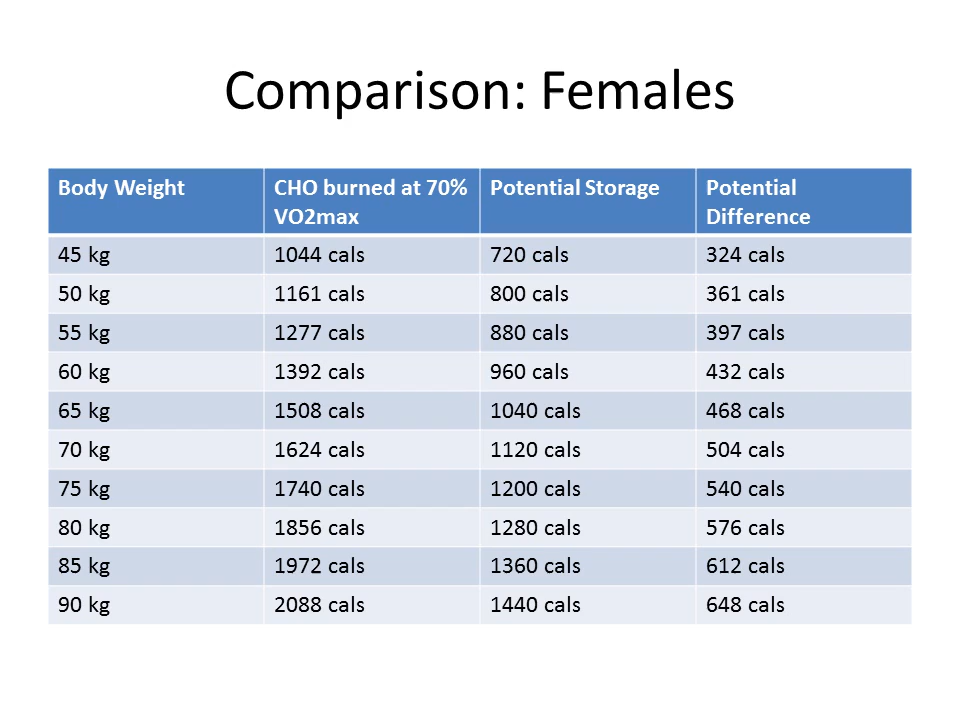 Comparison: Females
Body Weight CHO burned at 70% VO2max Potential Storage Potential Difference
45 kg 1044 cals 720 cals 324 cals
50 kg 1161 cals 800 cals 361 cals
55 kg 1277 cals 880 cals 397 cals
60 kg 1392 cals 960 cals 432 cals
65 kg 1508 cals 1040 cals 468 cals
70 kg 1624 cals 1120 cals 504 cals
75 kg 1740 cals 1200 cals 540 cals
80 kg 1856 cals 1280 cals 576 cals
85 kg 1972 cals 1360 cals 612 cals
90 kg 2088 cals 1440 cals 648 cals